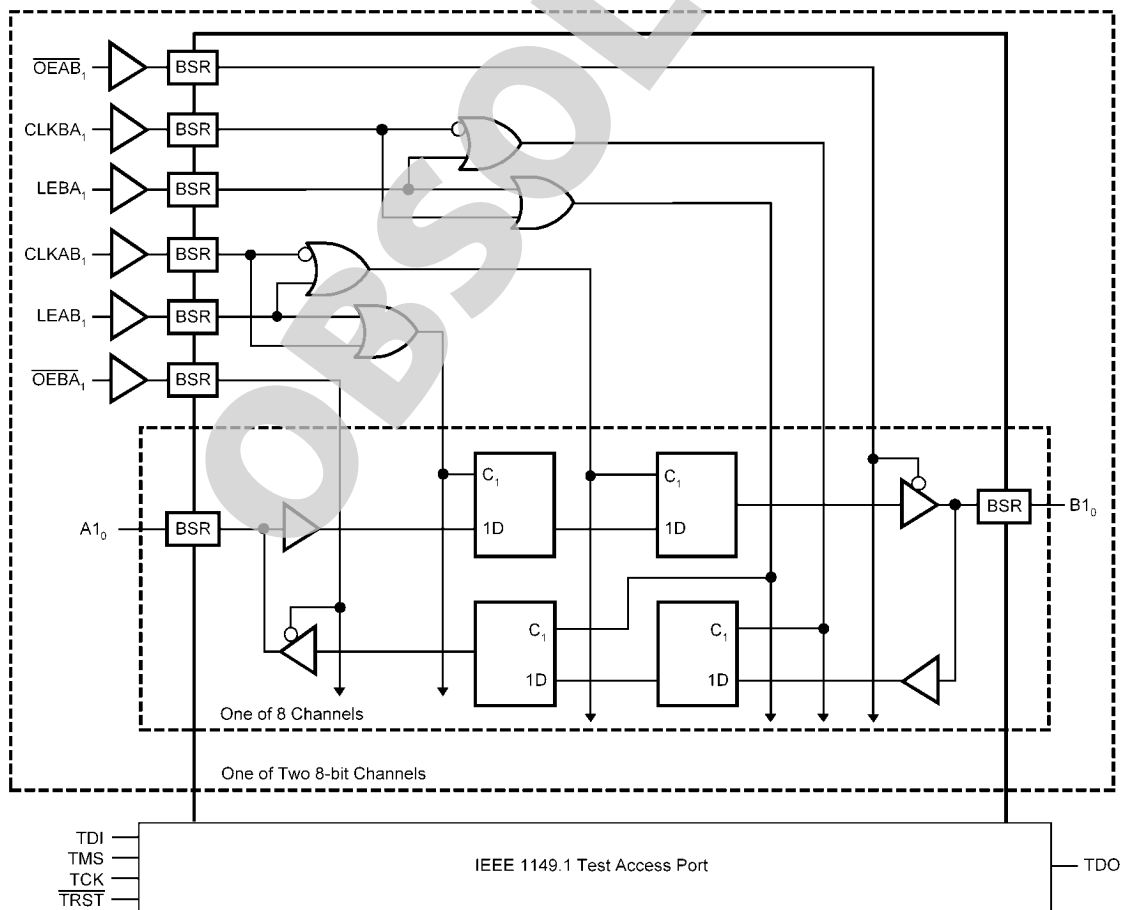 OEAB₁ BSR
CLKBA₁ BSR
LEBA₁ BSR
CLKAB₁ BSR
LEAB₁ BSR
OEBA₁ BSR
OBSOL
C₁ C₁
A1₀ BSR 1D 1D BSR B1₀
C₁ C₁
1D 1D
One of 8 Channels
One of Two 8-bit Channels
TDI
TMS
TCK
TRST
IEEE 1149.1 Test Access Port
TDO